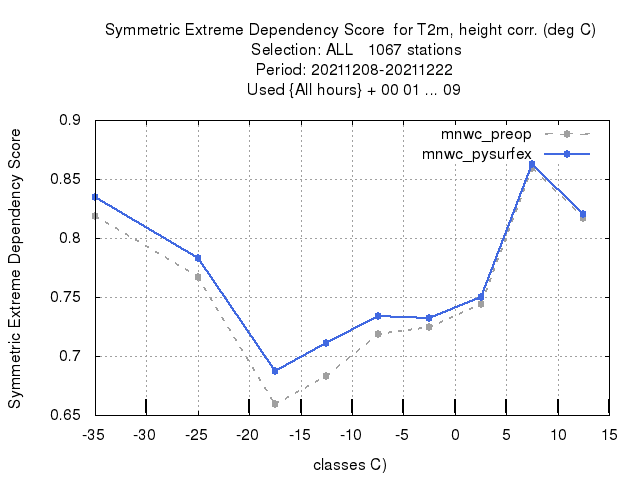 Symmetric Extreme Dependency Score  for T2m, height corr. (deg C)
Selection: ALL   1067 stations
Period: 20211208-20211222
Used {All hours} + 00 01 ... 09
mnwc_preop
mnwc_pysurfex
Symmetric Extreme Dependency Score
0.9
0.85
0.8
0.75
0.7
0.65
-35 -30 -25 -20 -15 -10 -5 0 5 10 15
classes C)